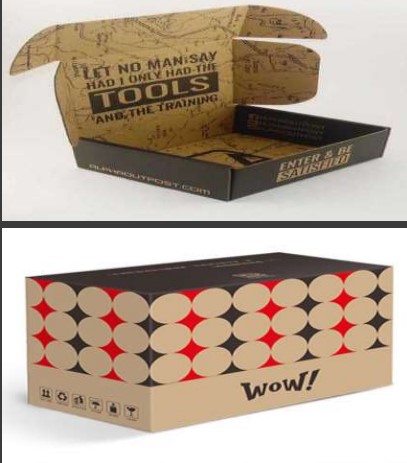 LET NO MAN SAY
HAD I ONLY HAD THE
TOOLS
AND THE TRAINING
ALPHAOUTPOST.COM
ENTER & BE
SATISFIED
WOW!